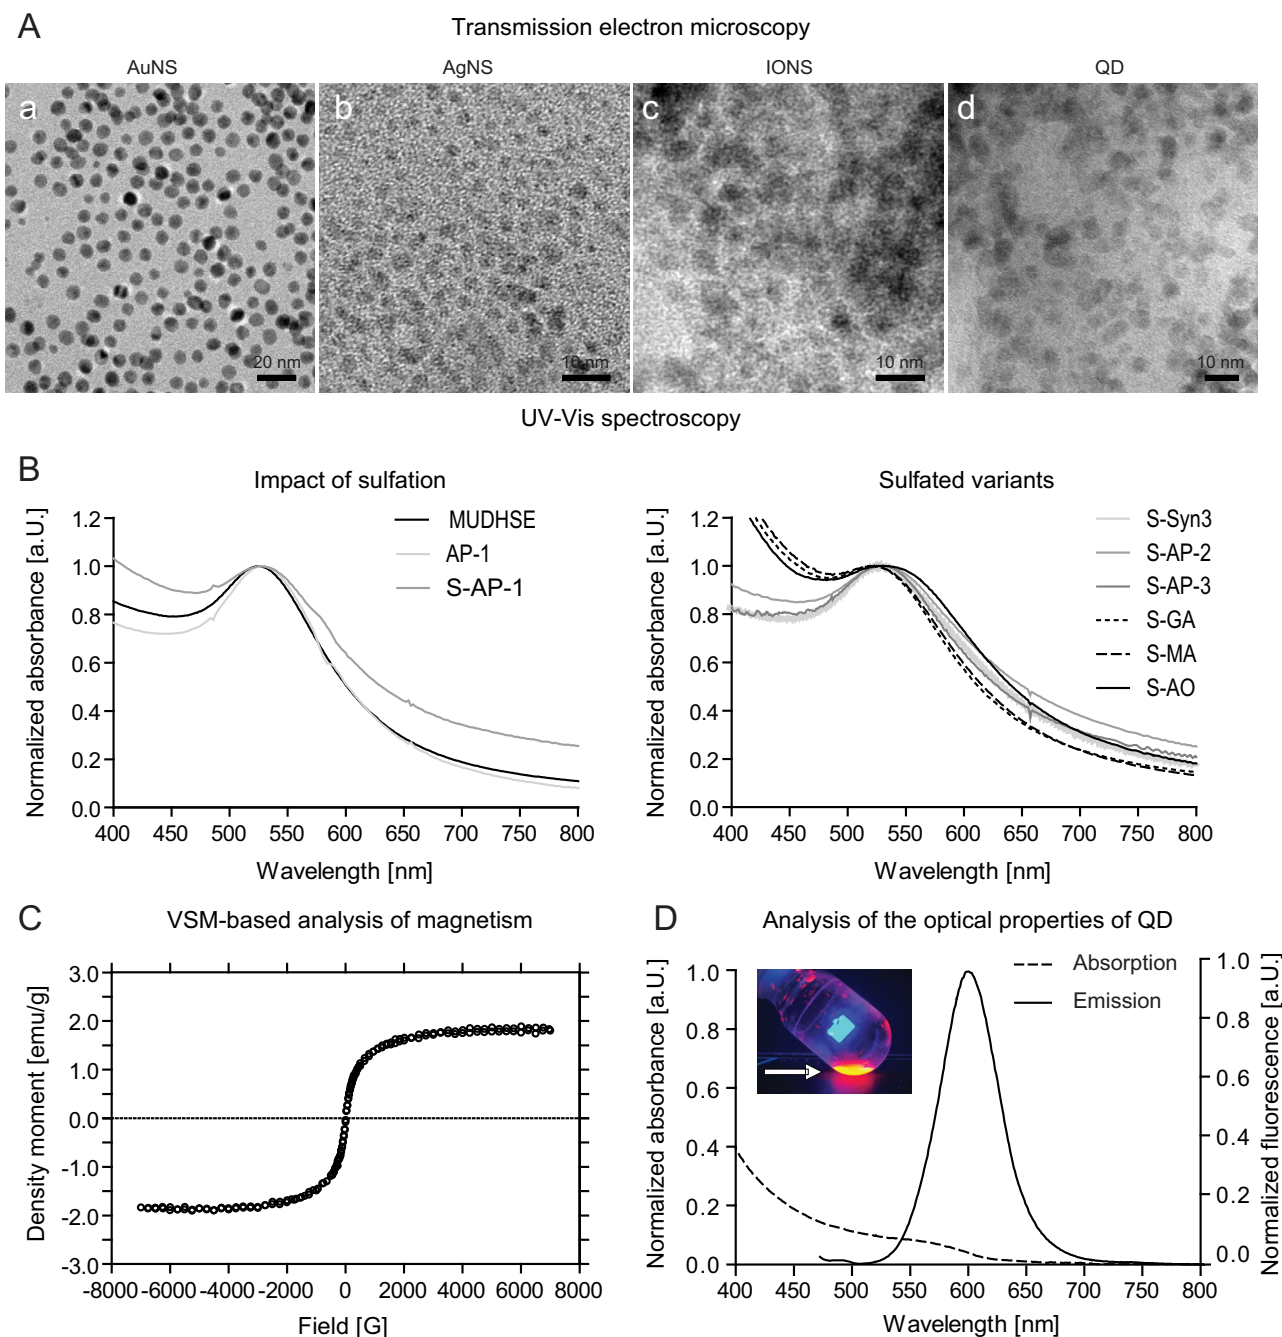 A
Transmission electron microscopy
AuNS
AgNS
IONS
QD
a
b
c
d
20 nm
10 nm
10 nm
10 nm
UV-Vis spectroscopy
B
Impact of sulfation
Normalized absorbance [a.U.]
1.2
1.0
0.8
0.6
0.4
0.2
0.0
MUDHSE
AP-1
S-AP-1
400 450 500 550 600 650 700 750 800
Wavelength [nm]
Sulfated variants
Normalized absorbance [a.U.]
1.2
1.0
0.8
0.6
0.4
0.2
0.0
S-Syn3
S-AP-2
S-AP-3
S-GA
S-MA
S-AO
400 450 500 550 600 650 700 750 800
Wavelength [nm]
C
VSM-based analysis of magnetism
Density moment [emu/g]
3.0
2.0
1.0
0.0
-1.0
-2.0
-3.0
-8000 -6000 -4000 -2000 0 2000 4000 6000 8000
Field [G]
D
Analysis of the optical properties of QD
Absorption
Emission
Normalized absorbance [a.U.]
1.0
0.8
0.6
0.4
0.2
0.0
1.0
0.8
0.6
0.4
0.2
0.0
Normalized fluorescence [a.U.]
400 450 500 550 600 650 700 750 800
Wavelength [nm]